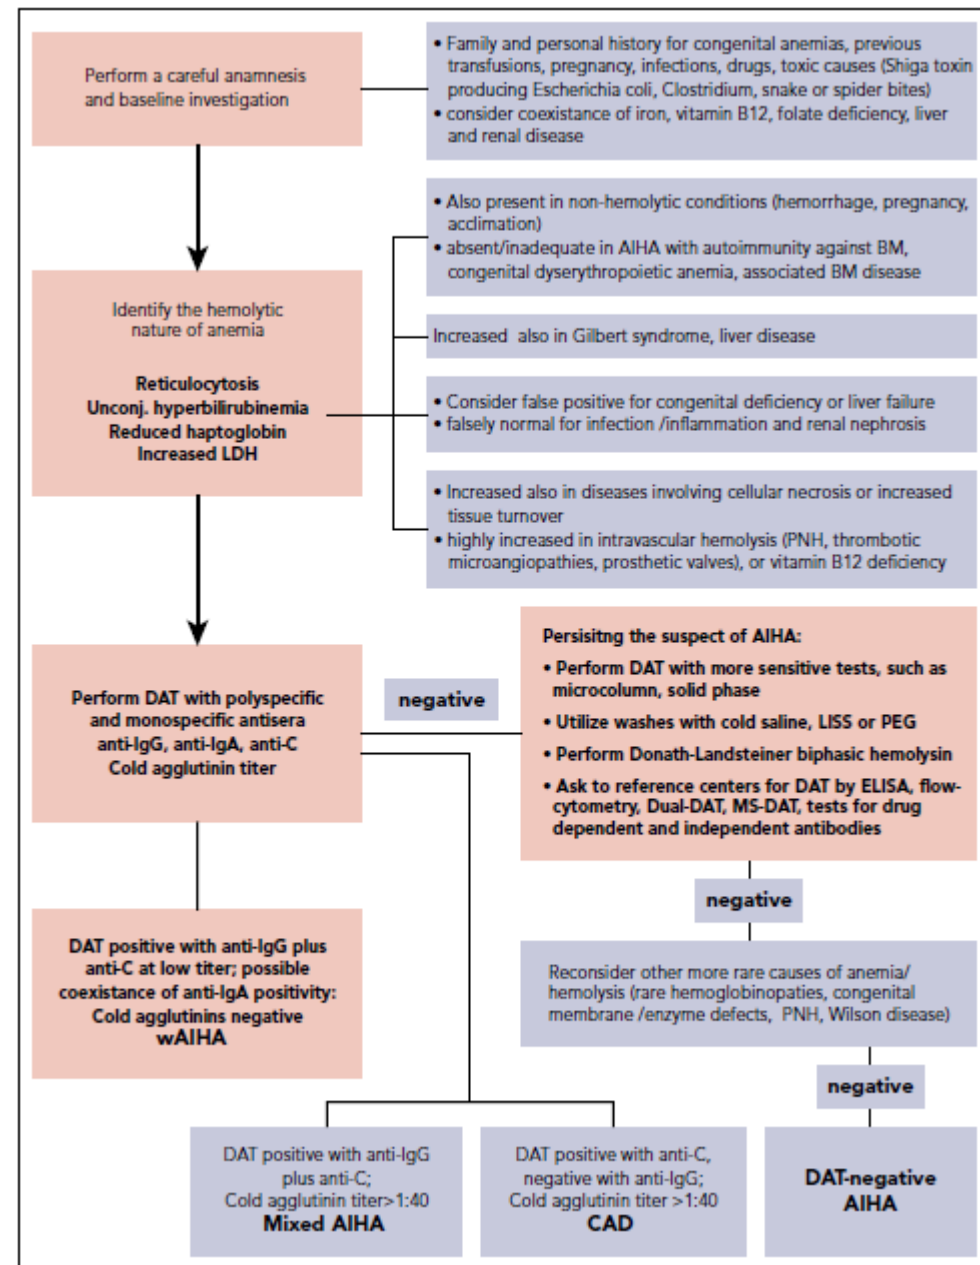 Perform a careful anamnesis
and baseline investigation
• Family and personal history for congenital anemias, previous
transfusions, pregnancy, infections, drugs, toxic causes (Shiga toxin
producing Escherichia coli, Clostridium, snake or spider bites)
• consider coexistance of iron, vitamin B12, folate deficiency, liver
and renal disease
Identify the hemolytic
nature of anemia
Reticulocytosis
Unconj. hyperbilirubinemia
Reduced haptoglobin
Increased LDH
• Also present in non-hemolytic conditions (hemorrhage, pregnancy,
acclimation)
• absent/inadequate in AIHA with autoimmunity against BM,
congenital dyserythropoietic anemia, associated BM disease
Increased also in Gilbert syndrome, liver disease
• Consider false positive for congenital deficiency or liver failure
• falsely normal for infection /inflammation and renal nephrosis
• Increased also in diseases involving cellular necrosis or increased
tissue turnover
• highly increased in intravascular hemolysis (PNH, thrombotic
microangiopathies, prosthetic valves), or vitamin B12 deficiency
Perform DAT with polyspecific
and monospecific antisera
anti-IgG, anti-IgA, anti-C
Cold agglutinin titer
negative
Persisitng the suspect of AIHA:
• Perform DAT with more sensitive tests, such as
microcolumn, solid phase
• Utilize washes with cold saline, LISS or PEG
• Perform Donath-Landsteiner biphasic hemolysin
• Ask to reference centers for DAT by ELISA, flow-
cytometry, Dual-DAT, MS-DAT, tests for drug
dependent and independent antibodies
negative
DAT positive with anti-IgG plus
anti-C at low titer; possible
coexistance of anti-IgA positivity:
Cold agglutinins negative
wAIHA
Reconsider other more rare causes of anemia/
hemolysis (rare hemoglobinopaties, congenital
membrane /enzyme defects, PNH, Wilson disease)
negative
DAT positive with anti-IgG
plus anti-C;
Cold agglutinin titer>1:40
Mixed AIHA
DAT positive with anti-C,
negative with anti-IgG;
Cold agglutinin titer >1:40
CAD
DAT-negative
AIHA